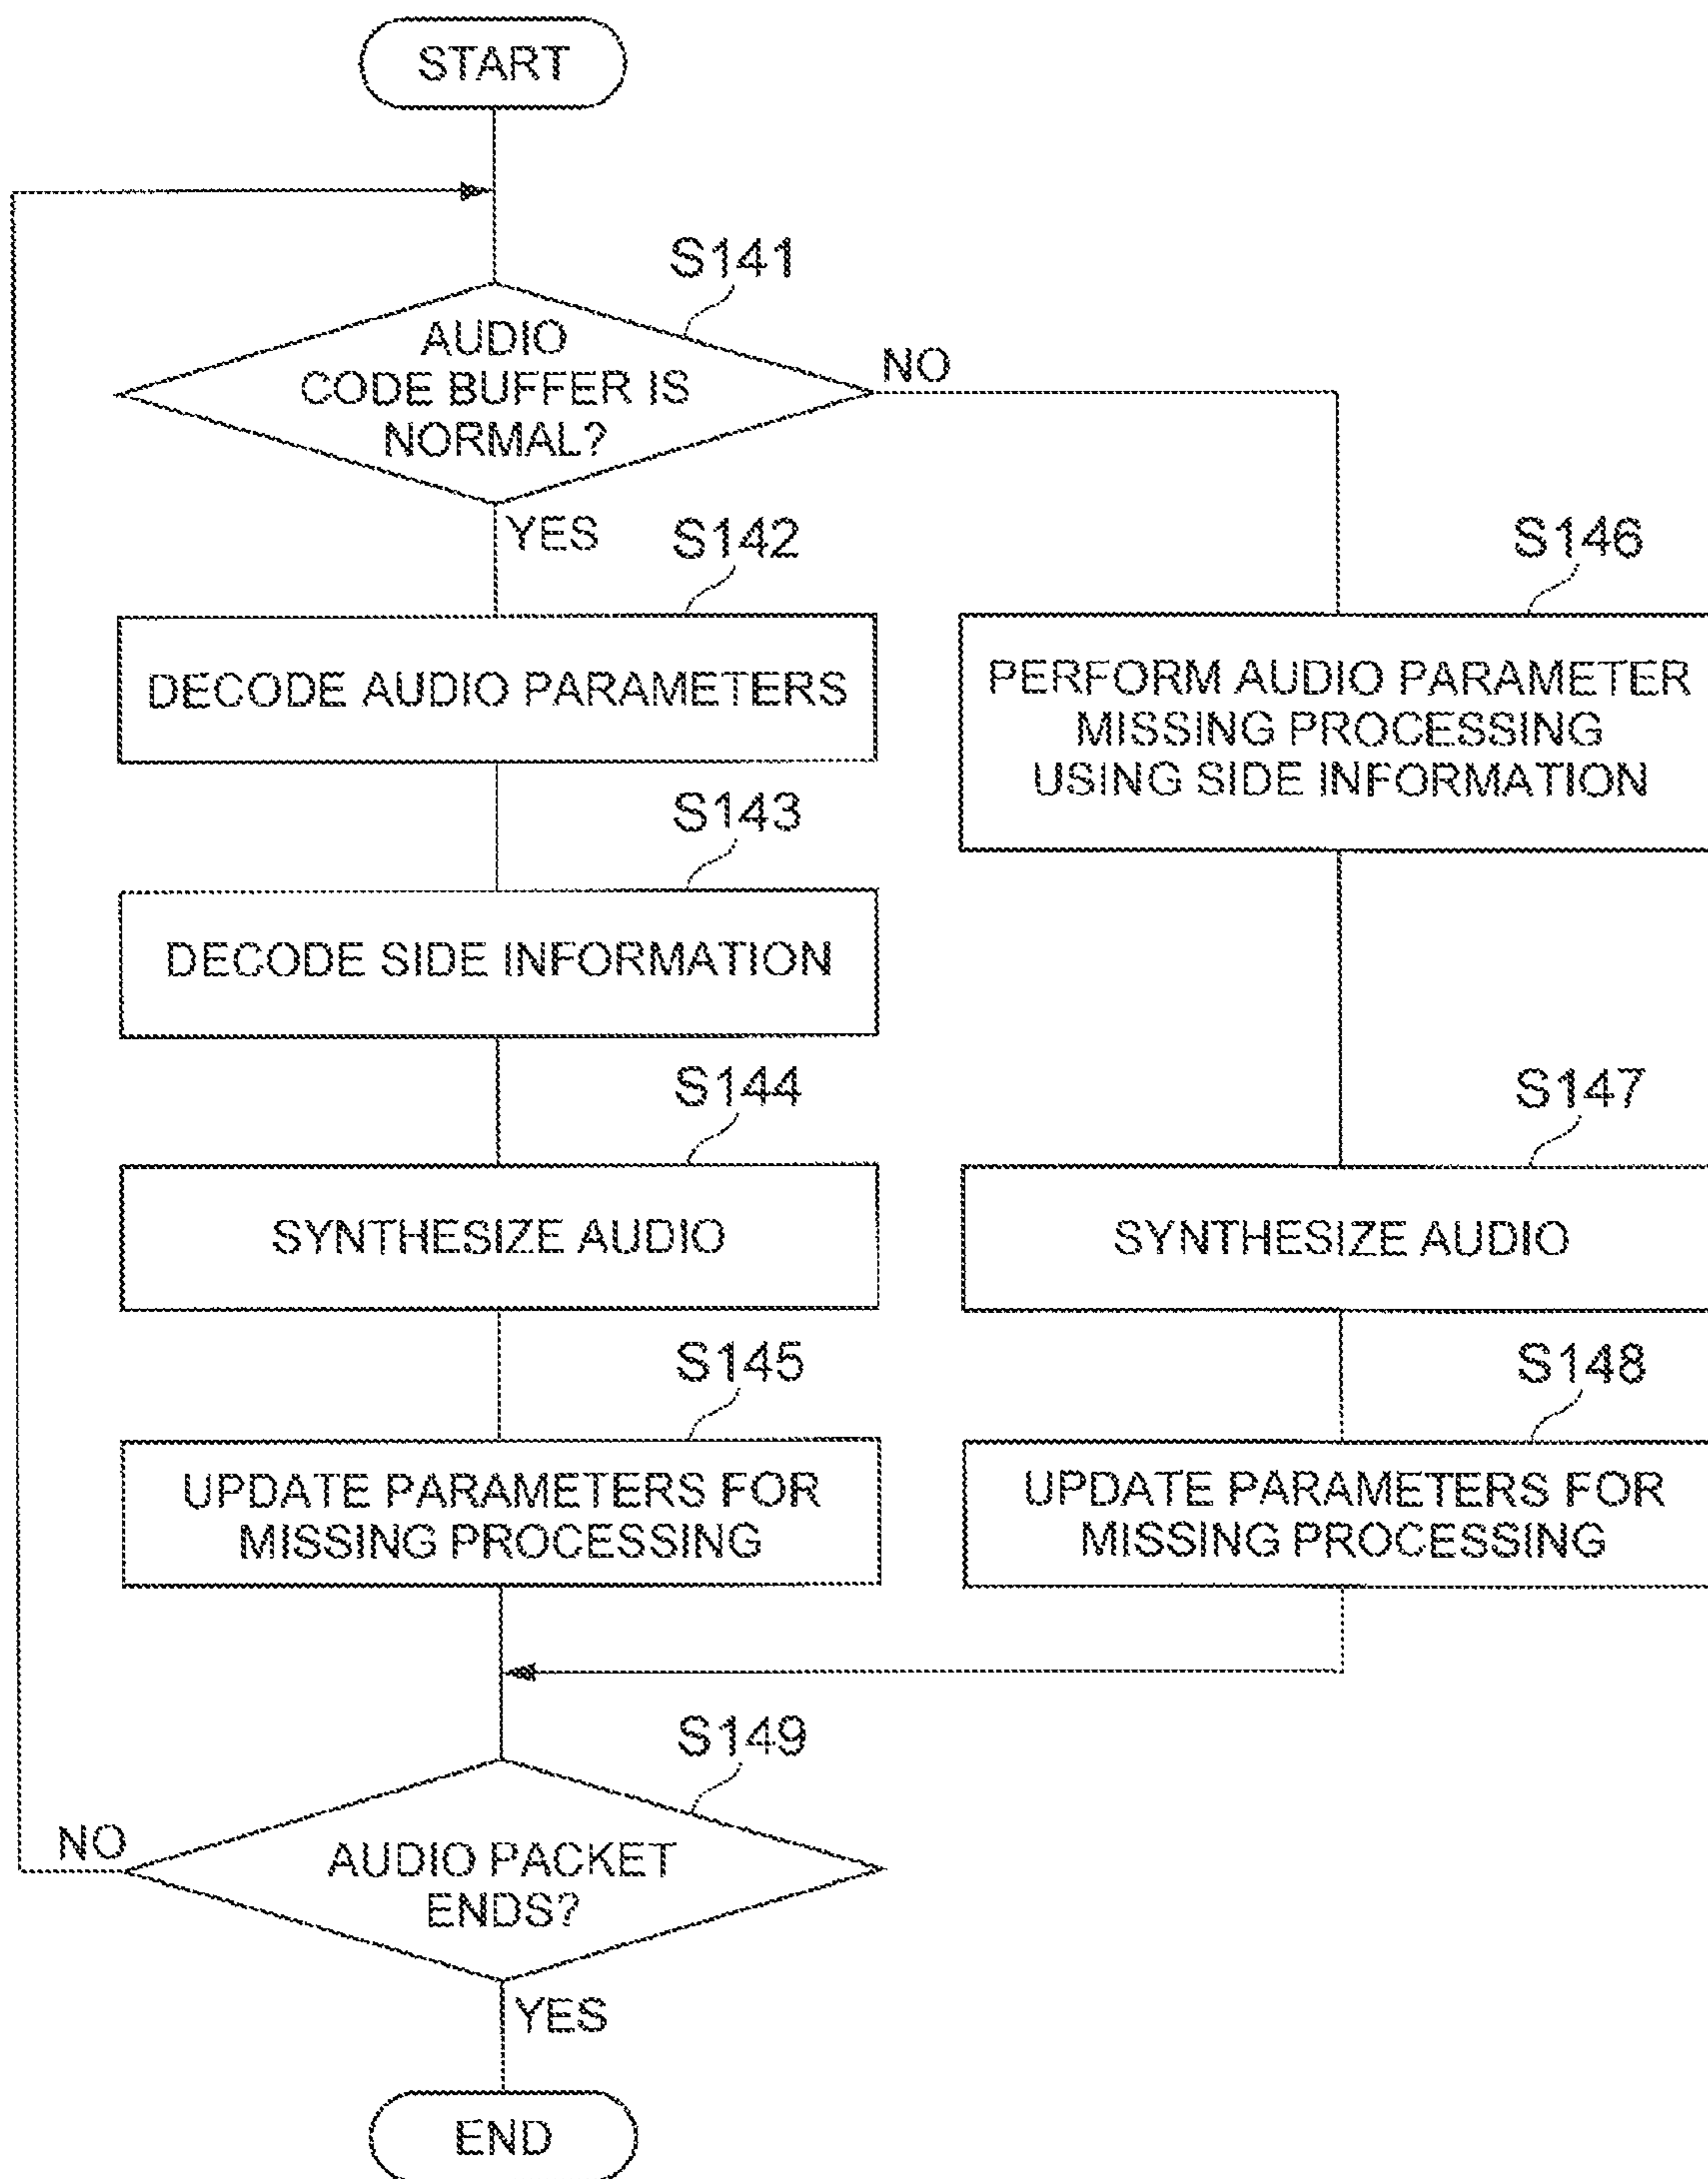 START
S141
AUDIO
CODE BUFFER IS
NORMAL?
NO
YES
S142
DECODE AUDIO PARAMETERS
S146
PERFORM AUDIO PARAMETER
MISSING PROCESSING
USING SIDE INFORMATION
S143
DECODE SIDE INFORMATION
S144
SYNTHESIZE AUDIO
S147
SYNTHESIZE AUDIO
S145
UPDATE PARAMETERS FOR
MISSING PROCESSING
S148
UPDATE PARAMETERS FOR
MISSING PROCESSING
S149
AUDIO PACKET
ENDS?
NO
YES
END